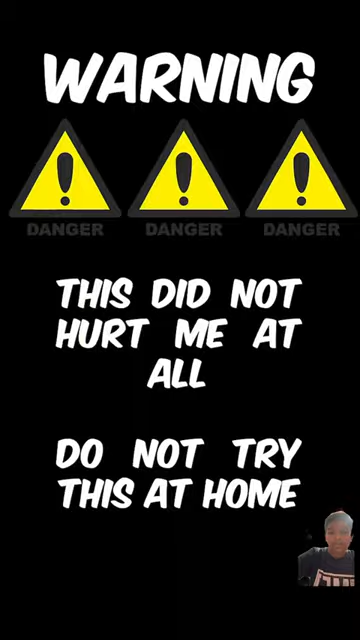 WARNING
DANGER DANGER DANGER
THIS DID NOT
HURT ME AT
ALL
DO NOT TRY
THIS AT HOME